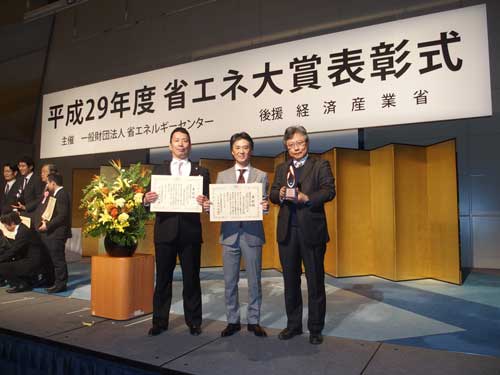 平成29年度 省エネ大賞表彰式
主催 一般財団法人 省エネルギーセンター 後援 経済産業省